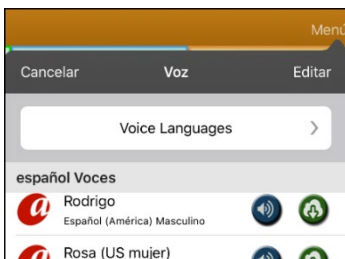 Menú
Cancelar Voz Editar
Voice Languages
español Voces
Rodrigo
Español (América) Masculino
Rosa (US mujer)